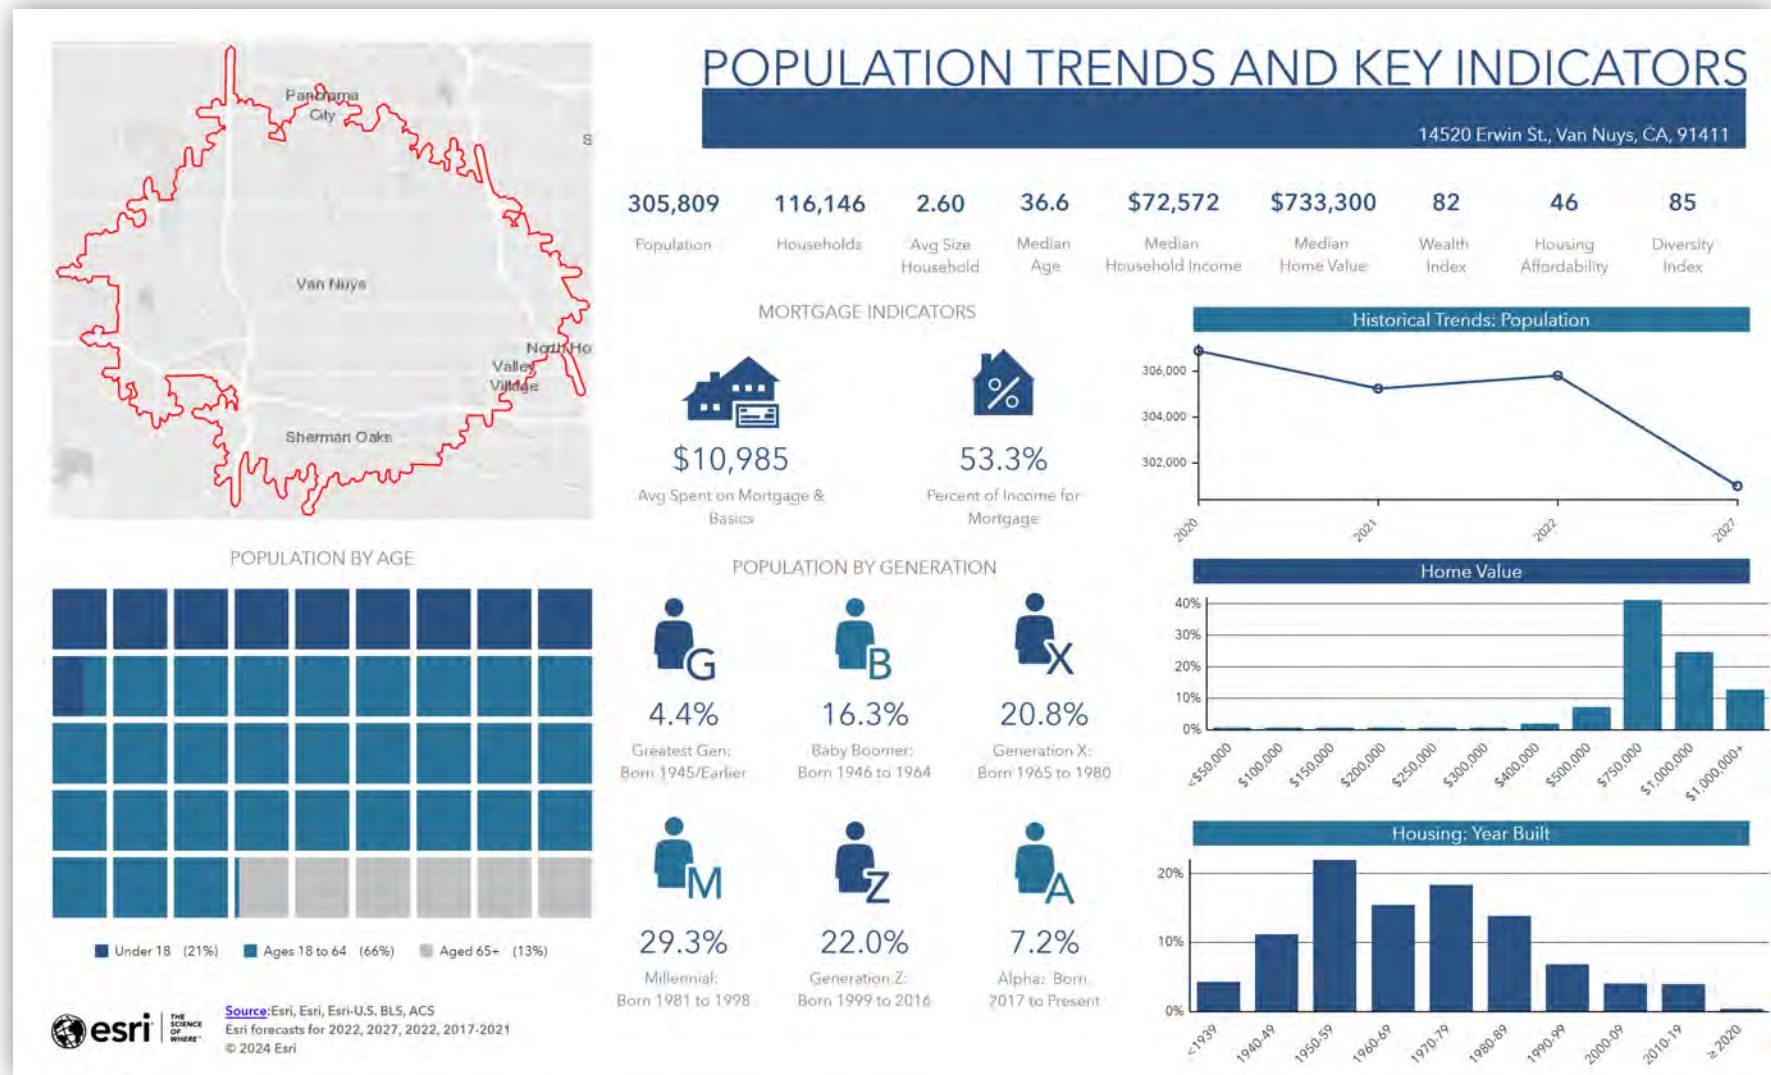 POPULATION TRENDS AND KEY INDICATORS
14520 Erwin St., Van Nuys, CA, 91411
Panorama
City
S
Van Nuys
North Ho
Valley
Village
Sherman Oaks
305,809
Population
116,146
Households
2.60
Avg Size
Household
36.6
Median
Age
$72,572
Median
Household Income
$733,300
Median
Home Value
82
Wealth
Index
46
Housing
Affordability
85
Diversity
Index
MORTGAGE INDICATORS
$10,985
Avg Spent on Mortgage &
Basics
53.3%
Percent of Income for
Mortgage
Historical Trends: Population
306,000
304,000
302,000
2020
2021
2022
2027
POPULATION BY AGE
Under 18 (21%)
Ages 18 to 64 (66%)
Aged 65+ (13%)
POPULATION BY GENERATION
G
4.4%
Greatest Gen:
Born 1945/Earlier
B
16.3%
Baby Boomer:
Born 1946 to 1964
X
20.8%
Generation X:
Born 1965 to 1980
M
29.3%
Millennial:
Born 1981 to 1998
Z
22.0%
Generation Z:
Born 1999 to 2016
A
7.2%
Alpha: Born
2017 to Present
Home Value
40%
30%
20%
10%
0%
<$50,000
$100,000
$150,000
$200,000
$250,000
$300,000
$400,000
$500,000
$750,000
$1,000,000
$1,000,000+
Housing: Year Built
20%
10%
0%
<1939
1940-49
1950-59
1960-69
1970-79
1980-89
1990-99
2000-09
2010-19
≥ 2020
esri
THE
SCIENCE
OF
WHERE
Source:Esri, Esri, Esri-U.S. BLS, ACS
Esri forecasts for 2022, 2027, 2022, 2017-2021
© 2024 Esri